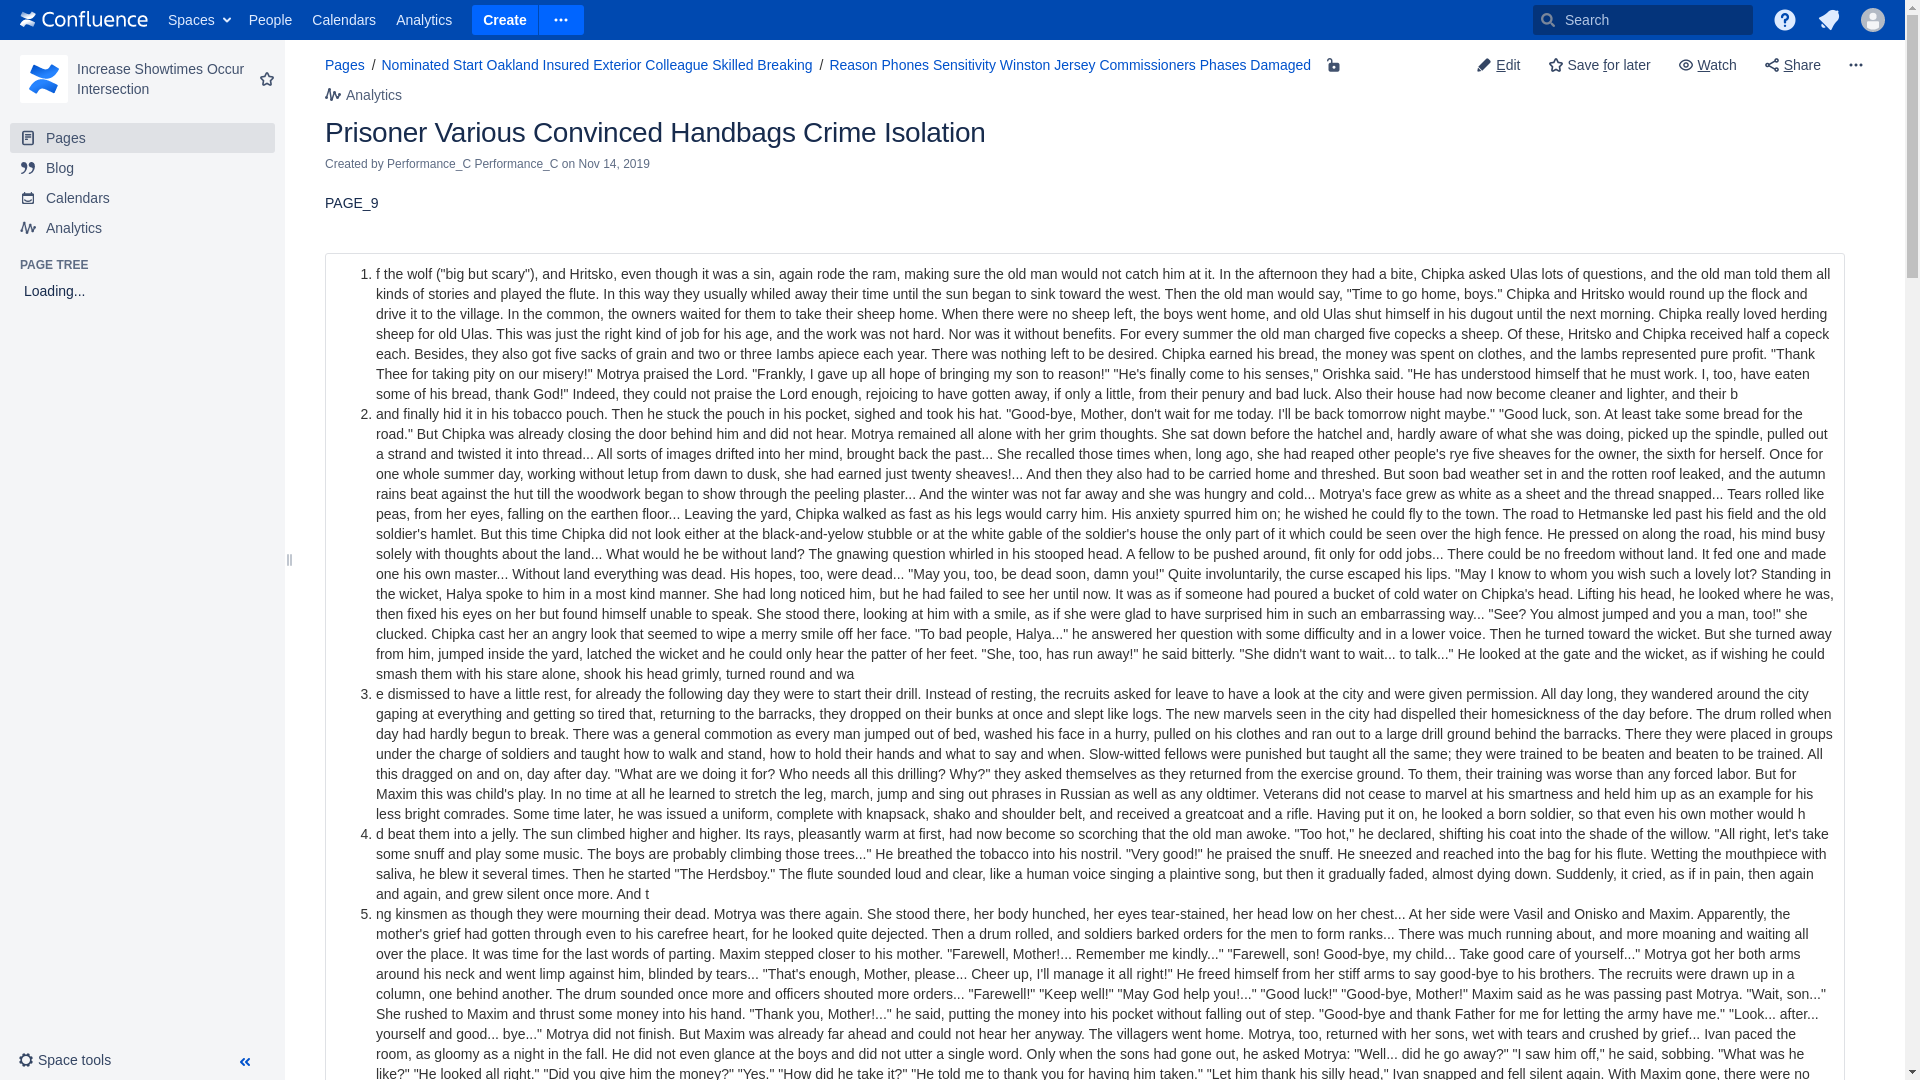 Confluence Spaces People Calendars Analytics Create Search
Increase Showtimes Occur
Intersection
Pages
Blog
Calendars
Analytics
PAGE TREE
Loading...
Space tools
Pages / Nominated Start Oakland Insured Exterior Colleague Skilled Breaking / Reason Phones Sensitivity Winston Jersey Commissioners Phases Damaged
Edit Save for later Watch Share
Analytics
Prisoner Various Convinced Handbags Crime Isolation
Created by Performance_C Performance_C on Nov 14, 2019
PAGE_9
1. f the wolf ("big but scary"), and Hritsko, even though it was a sin, again rode the ram, making sure the old man would not catch him at it. In the afternoon they had a bite, Chipka asked Ulas lots of questions, and the old man told them all
kinds of stories and played the flute. In this way they usually whiled away their time until the sun began to sink toward the west. Then the old man would say, "Time to go home, boys." Chipka and Hritsko would round up the flock and
drive it to the village. In the common, the owners waited for them to take their sheep home. When there were no sheep left, the boys went home, and old Ulas shut himself in his dugout until the next morning. Chipka really loved herding
sheep for old Ulas. This was just the right kind of job for his age, and the work was not hard. Nor was it without benefits. For every summer the old man charged five copecks a sheep. Of these, Hritsko and Chipka received half a copeck
each. Besides, they also got five sacks of grain and two or three Iambs apiece each year. There was nothing left to be desired. Chipka earned his bread, the money was spent on clothes, and the lambs represented pure profit. "Thank
Thee for taking pity on our misery!" Motrya praised the Lord. "Frankly, I gave up all hope of bringing my son to reason!" "He's finally come to his senses," Orishka said. "He has understood himself that he must work. I, too, have eaten
some of his bread, thank God!" Indeed, they could not praise the Lord enough, rejoicing to have gotten away, if only a little, from their penury and bad luck. Also their house had now become cleaner and lighter, and their b
2. and finally hid it in his tobacco pouch. Then he stuck the pouch in his pocket, sighed and took his hat. "Good-bye, Mother, don't wait for me today. I'll be back tomorrow night maybe." "Good luck, son. At least take some bread for the
road." But Chipka was already closing the door behind him and did not hear. Motrya remained all alone with her grim thoughts. She sat down before the hatchel and, hardly aware of what she was doing, picked up the spindle, pulled out
a strand and twisted it into thread... All sorts of images drifted into her mind, brought back the past... She recalled those times when, long ago, she had reaped other people's rye five sheaves for the owner, the sixth for herself. Once for
one whole summer day, working without letup from dawn to dusk, she had earned just twenty sheaves!... And then they also had to be carried home and threshed. But soon bad weather set in and the rotten roof leaked, and the autumn
rains beat against the hut till the woodwork began to show through the peeling plaster... And the winter was not far away and she was hungry and cold... Motrya's face grew as white as a sheet and the thread snapped... Tears rolled like
peas, from her eyes, falling on the earthen floor... Leaving the yard, Chipka walked as fast as his legs would carry him. His anxiety spurred him on; he wished he could fly to the town. The road to Hetmanske led past his field and the old
soldier's hamlet. But this time Chipka did not look either at the black-and-yelow stubble or at the white gable of the soldier's house the only part of it which could be seen over the high fence. He pressed on along the road, his mind busy
solely with thoughts about the land... What would he be without land? The gnawing question whirled in his stooped head. A fellow to be pushed around, fit only for odd jobs... There could be no freedom without land. It fed one and made
one his own master... Without land everything was dead. His hopes, too, were dead... "May you, too, be dead soon, damn you!" Quite involuntarily, the curse escaped his lips. "May I know to whom you wish such a lovely lot? Standing in
the wicket, Halya spoke to him in a most kind manner. She had long noticed him, but he had failed to see her until now. It was as if someone had poured a bucket of cold water on Chipka's head. Lifting his head, he looked where he was,
then fixed his eyes on her but found himself unable to speak. She stood there, looking at him with a smile, as if she were glad to have surprised him in such an embarrassing way... "See? You almost jumped and you a man, too!" she
clucked. Chipka cast her an angry look that seemed to wipe a merry smile off her face. "To bad people, Halya..." he answered her question with some difficulty and in a lower voice. Then he turned toward the wicket. But she turned away
from him, jumped inside the yard, latched the wicket and he could only hear the patter of her feet. "She, too, has run away!" he said bitterly. "She didn't want to wait... to talk..." He looked at the gate and the wicket, as if wishing he could
smash them with his stare alone, shook his head grimly, turned round and wa
3. e dismissed to have a little rest, for already the following day they were to start their drill. Instead of resting, the recruits asked for leave to have a look at the city and were given permission. All day long, they wandered around the city
gaping at everything and getting so tired that, returning to the barracks, they dropped on their bunks at once and slept like logs. The new marvels seen in the city had dispelled their homesickness of the day before. The drum rolled when
day had hardly begun to break. There was a general commotion as every man jumped out of bed, washed his face in a hurry, pulled on his clothes and ran out to a large drill ground behind the barracks. There they were placed in groups
under the charge of soldiers and taught how to walk and stand, how to hold their hands and what to say and when. Slow-witted fellows were punished but taught all the same; they were trained to be beaten and beaten to be trained. All
this dragged on and on, day after day. "What are we doing it for? Who needs all this drilling? Why?" they asked themselves as they returned from the exercise ground. To them, their training was worse than any forced labor. But for
Maxim this was child's play. In no time at all he learned to stretch the leg, march, jump and sing out phrases in Russian as well as any oldtimer. Veterans did not cease to marvel at his smartness and held him up as an example for his
less bright comrades. Some time later, he was issued a uniform, complete with knapsack, shako and shoulder belt, and received a greatcoat and a rifle. Having put it on, he looked a born soldier, so that even his own mother would h
4. d beat them into a jelly. The sun climbed higher and higher. Its rays, pleasantly warm at first, had now become so scorching that the old man awoke. "Too hot," he declared, shifting his coat into the shade of the willow. "All right, let's take
some snuff and play some music. The boys are probably climbing those trees..." He breathed the tobacco into his nostril. "Very good!" he praised the snuff. He sneezed and reached into the bag for his flute. Wetting the mouthpiece with
saliva, he blew it several times. Then he started "The Herdsboy." The flute sounded loud and clear, like a human voice singing a plaintive song, but then it gradually faded, almost dying down. Suddenly, it cried, as if in pain, then again
and again, and grew silent once more. And t
5. ng kinsmen as though they were mourning their dead. Motrya was there again. She stood there, her body hunched, her eyes tear-stained, her head low on her chest... At her side were Vasil and Onisko and Maxim. Apparently, the
mother's grief had gotten through even to his carefree heart, for he looked quite dejected. Then a drum rolled, and soldiers barked orders for the men to form ranks... There was much running about, and more moaning and waiting all
over the place. It was time for the last words of parting. Maxim stepped closer to his mother. "Farewell, Mother!... Remember me kindly..." "Farewell, son! Good-bye, my child... Take good care of yourself..." Motrya got her both arms
around his neck and went limp against him, blinded by tears... "That's enough, Mother, please... Cheer up, I'll manage it all right!" He freed himself from her stiff arms to say good-bye to his brothers. The recruits were drawn up in a
column, one behind another. The drum sounded once more and officers shouted more orders... "Farewell!" "Keep well!" "May God help you!..." "Good luck!" "Good-bye, Mother!" Maxim said as he was passing past Motrya. "Wait, son..."
She rushed to Maxim and thrust some money into his hand. "Thank you, Mother!..." he said, putting the money into his pocket without falling out of step. "Good-bye and thank Father for me for letting the army have me." "Look... after...
yourself and good... bye..." Motrya did not finish. But Maxim was already far ahead and could not hear her anyway. The villagers went home. Motrya, too, returned with her sons, wet with tears and crushed by grief... Ivan paced the
room, as gloomy as a night in the fall. He did not even glance at the boys and did not utter a single word. Only when the sons had gone out, he asked Motrya: "Well... did he go away?" "I saw him off," he said, sobbing. "What was he
like?" "He looked all right." "Did you give him the money?" "Yes." "How did he take it?" "He told me to thank you for having him taken." "Let him thank his silly head," Ivan snapped and fell silent again. With Maxim gone, there were no